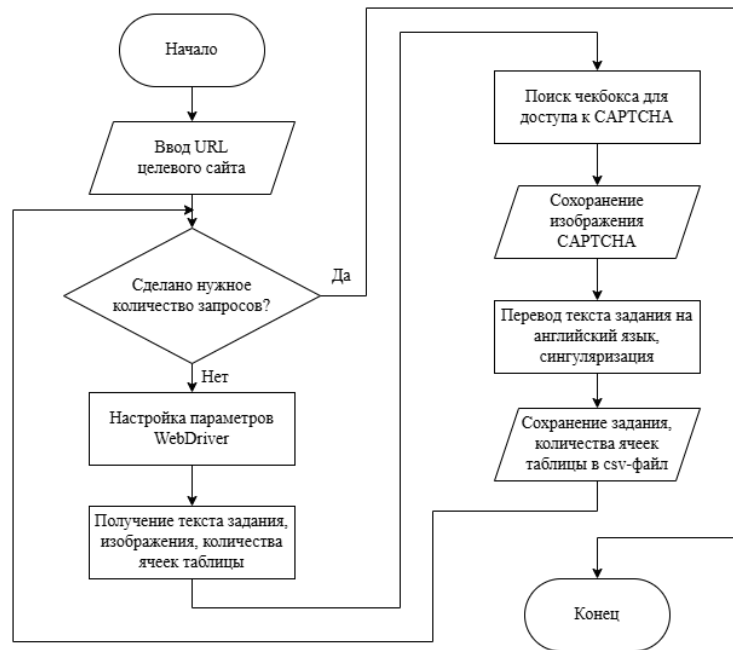 Начало
Ввод URL
целевого сайта
Сделано нужное
количество запросов?
Да
Нет
Настройка параметров
WebDriver
Получение текста задания,
изображения, количества
ячеек таблицы
Поиск чекбокса для
доступа к CAPTCHA
Сохоранение
изображения
CAPTCHA
Перевод текста задания на
английский язык,
сингуляризация
Сохранение задания,
количества ячеек
таблицы в csv-файл
Конец